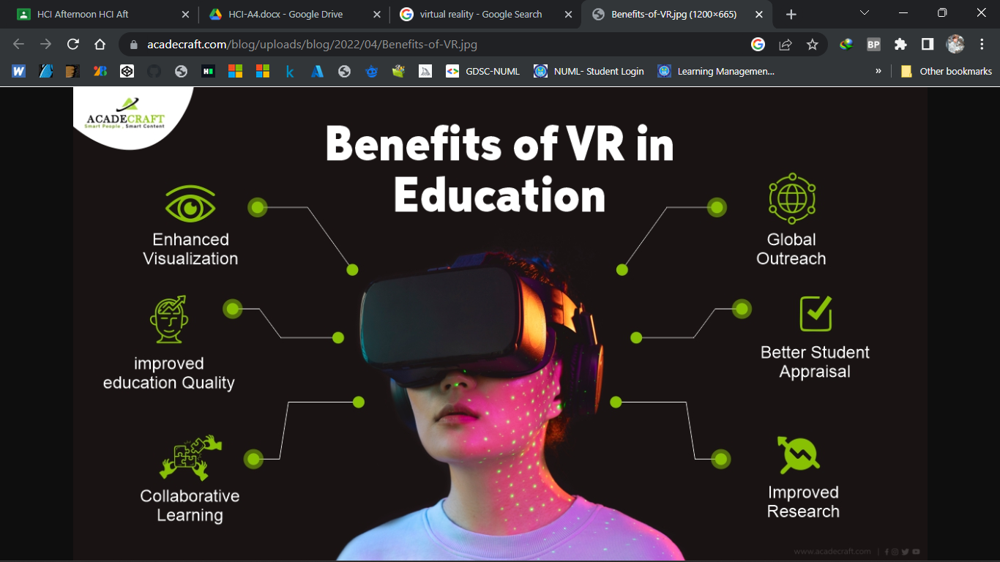 HCI Afternoon HCI Aft
HCI-A4.docx - Google Drive
virtual reality - Google Search
Benefits-of-VR.jpg (1200×665)
acadecraft.com/blog/uploads/blog/2022/04/Benefits-of-VR.jpg
BP
GDSC-NUML
NUML- Student Login
Learning Managemen...
»
Other bookmarks
ACADECRAFT
Smart People , Smart Content
Benefits of VR in
Education
Enhanced
Visualization
improved
education Quality
Collaborative
Learning
Global
Outreach
Better Student
Appraisal
Improved
Research
www.acadecraft.com